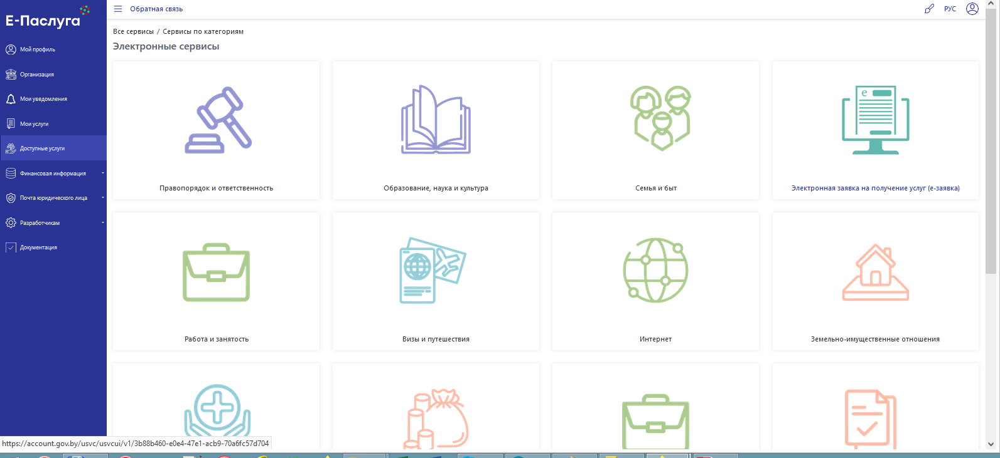 Е-Паслуга
Обратная связь
РУС
Мой профиль
Организация
Мои уведомления
Мои услуги
Доступные услуги
Финансовая информация
Почта юридического лица
Разработчикам
Документация
Все сервисы / Сервисы по категориям
Электронные сервисы
Правопорядок и ответственность
Образование, наука и культура
Семья и быт
e
Электронная заявка на получение услуг (е-заявка)
Работа и занятость
Визы и путешествия
Интернет
Земельно-имущественные отношения
https://account.gov.by/usvc/usvcui/v1/3b88b460-e0e4-47e1-acb9-70a6fc57d704